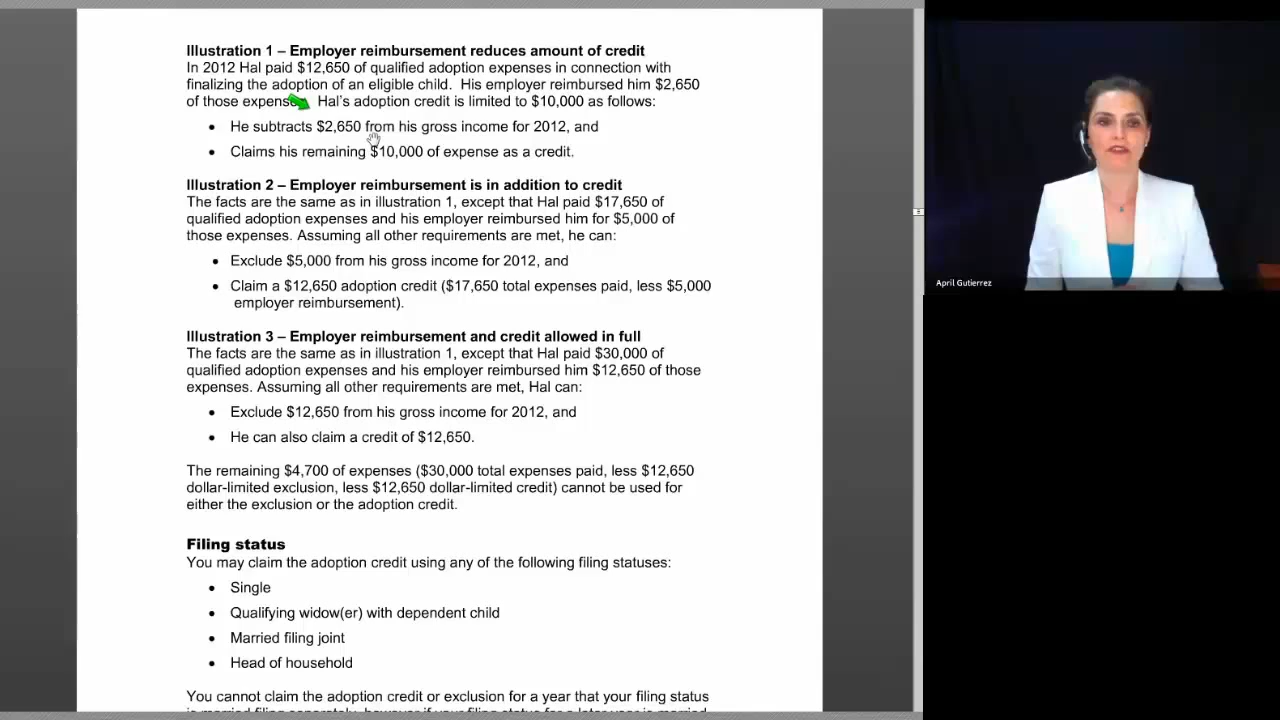 Illustration 1 – Employer reimbursement reduces amount of credit
In 2012 Hal paid $12,650 of qualified adoption expenses in connection with
finalizing the adoption of an eligible child. His employer reimbursed him $2,650
of those Hal's adoption credit is limited to $10,000 as follows:
• He subtracts $2,650 from his gross income for 2012, and
• Claims his remaining $10,000 of expense as a credit.
Illustration 2 – Employer reimbursement is in addition to credit
The facts are the same as in illustration 1, except that Hal paid $17,650 of
qualified adoption expenses and his employer reimbursed him for $5,000 of
those expenses. Assuming all other requirements are met, he can:
• Exclude $5,000 from his gross income for 2012, and
• Claim a $12,650 adoption credit ($17,650 total expenses paid, less $5,000
employer reimbursement).
Illustration 3 – Employer reimbursement and credit allowed in full
The facts are the same as in illustration 1, except that Hal paid $30,000 of
qualified adoption expenses and his employer reimbursed him $12,650 of those
expenses. Assuming all other requirements are met, Hal can:
• Exclude $12,650 from his gross income for 2012, and
• He can also claim a credit of $12,650.
The remaining $4,700 of expenses ($30,000 total expenses paid, less $12,650
dollar-limited exclusion, less $12,650 dollar-limited credit) cannot be used for
either the exclusion or the adoption credit.
Filing status
You may claim the adoption credit using any of the following filing statuses:
• Single
• Qualifying widow(er) with dependent child
• Married filing joint
• Head of household
You cannot claim the adoption credit or exclusion for a year that your filing status
April Gutierrez